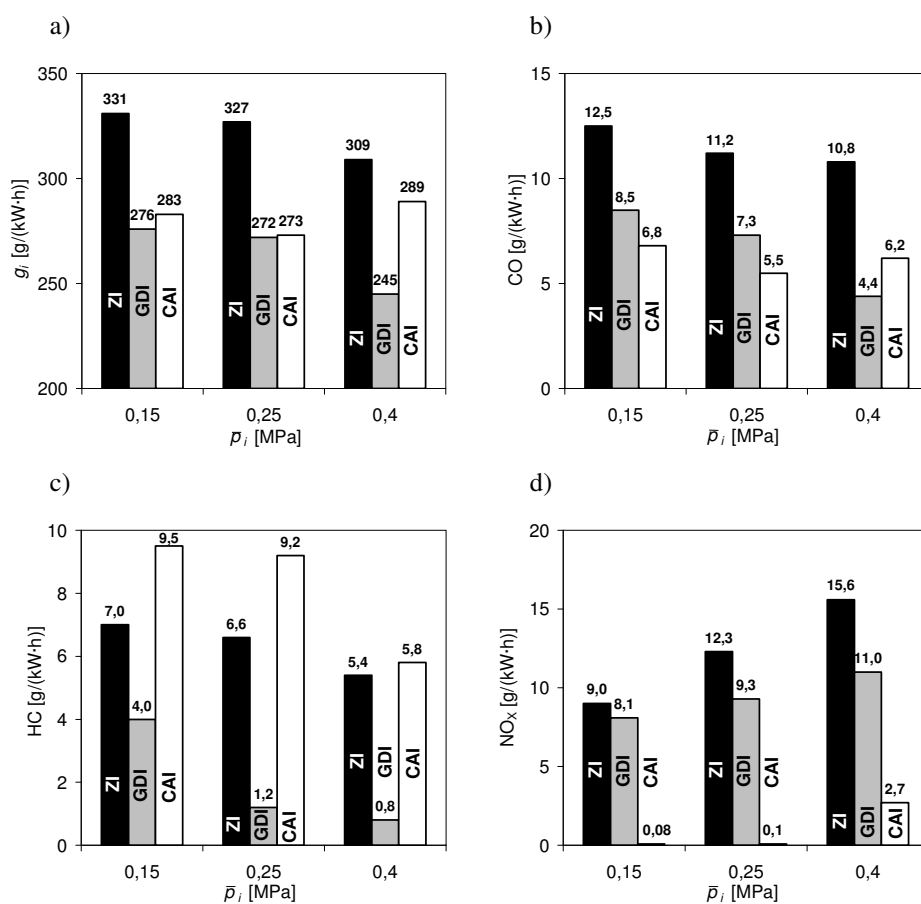 a)
350
300
250
200
gᵢ [g/(kW·h)]
331
276
283
327
272
273
309
245
289
ZI GDI CAI
ZI GDI CAI
ZI GDI CAI
0,15 0,25 0,4
p̅ᵢ [MPa]
b)
15
10
5
0
CO [g/(kW·h)]
12,5
8,5
6,8
11,2
7,3
5,5
10,8
4,4
6,2
ZI GDI CAI
ZI GDI CAI
ZI GDI CAI
0,15 0,25 0,4
p̅ᵢ [MPa]
c)
10
8
6
4
2
0
HC [g/(kW·h)]
7,0
4,0
9,5
6,6
1,2
9,2
5,4
0,8
5,8
ZI GDI CAI
ZI GDI CAI
ZI GDI CAI
0,15 0,25 0,4
p̅ᵢ [MPa]
d)
20
15
10
5
0
NOₓ [g/(kW·h)]
9,0
8,1
0,08
12,3
9,3
0,1
15,6
11,0
2,7
ZI GDI CAI
ZI GDI CAI
ZI GDI CAI
0,15 0,25 0,4
p̅ᵢ [MPa]